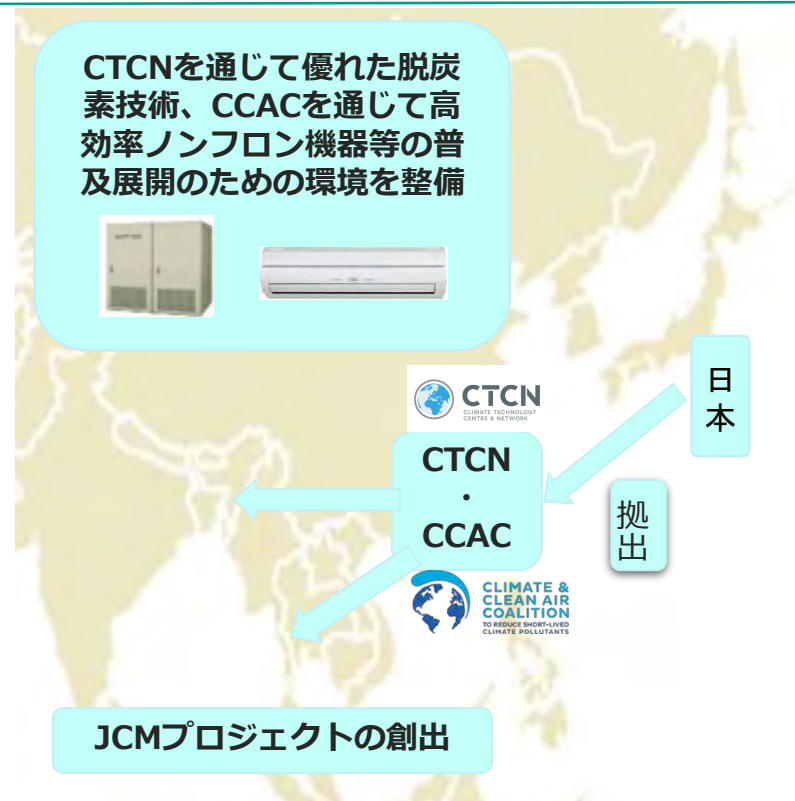 CTCNを通じて優れた脱炭
素技術、CCACを通じて高
効率ノンフロン機器等の普
及展開のための環境を整備
日
本
CTCN
CLIMATE TECHNOLOGY
CENTRE & NETWORK
CTCN
・
CCAC
拠
出
CLIMATE &
CLEAN AIR
COALITION
TO REDUCE SHORT-LIVED
CLIMATE POLLUTANTS
JCMプロジェクトの創出